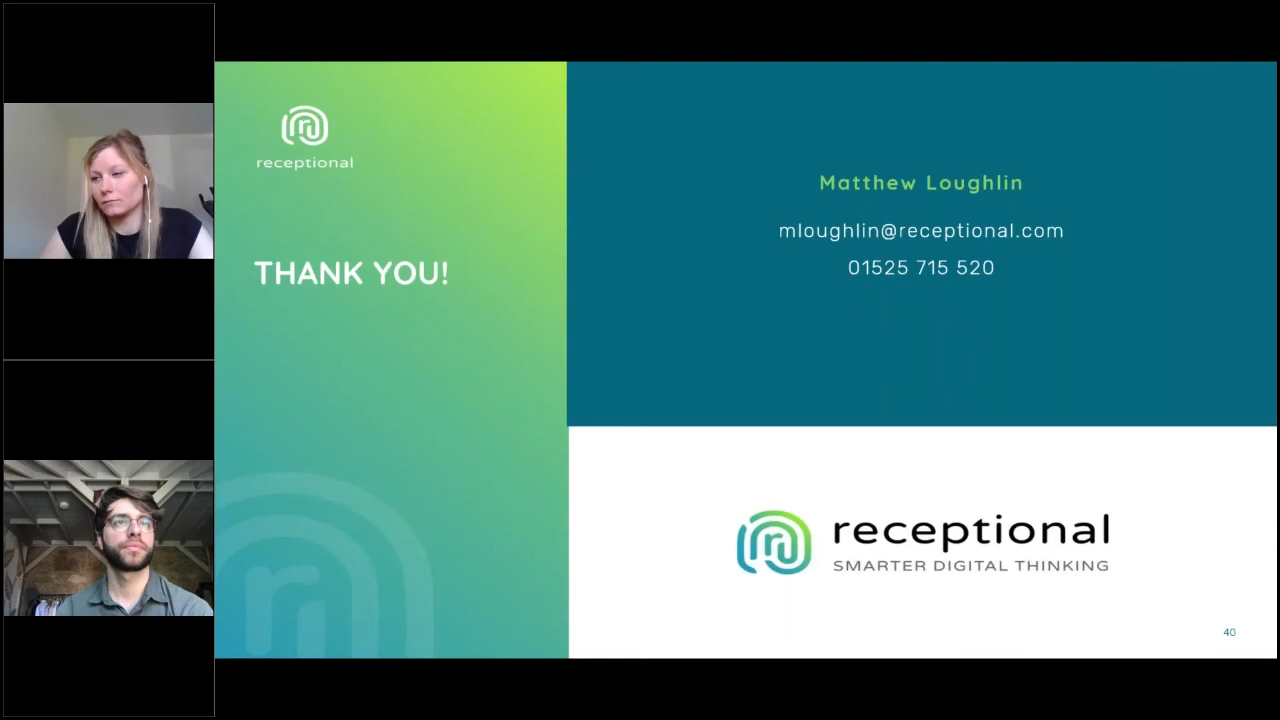 receptional
THANK YOU!
Matthew Loughlin
mloughlin@receptional.com
01525 715 520
receptional
SMARTER DIGITAL THINKING
40